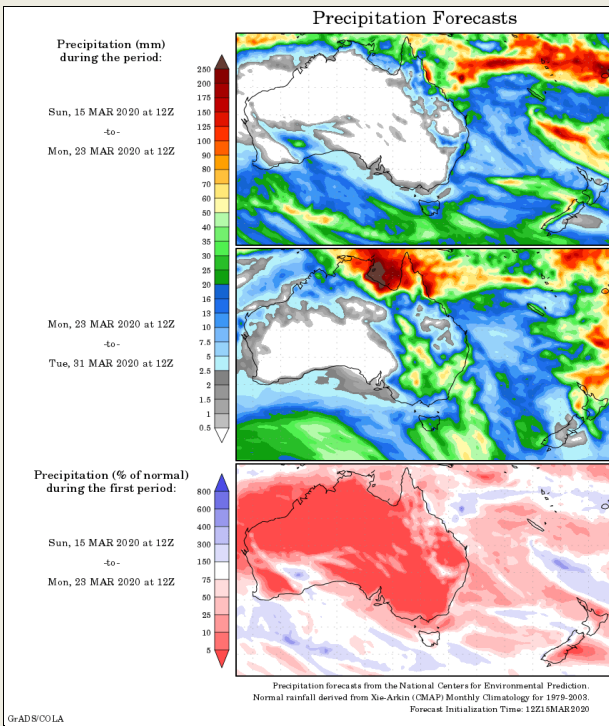 Precipitation Forecasts
Precipitation (mm)
during the period:
Sun, 15 MAR 2020 at 12Z
-to-
Mon, 23 MAR 2020 at 12Z
250
200
175
150
125
100
90
80
70
60
50
40
35
30
25
20
16
13
10
7.5
5
2.5
2
1.5
1
0.5
Mon, 23 MAR 2020 at 12Z
-to-
Tue, 31 MAR 2020 at 12Z
Precipitation (% of normal)
during the first period:
Sun, 15 MAR 2020 at 12Z
-to-
Mon, 23 MAR 2020 at 12Z
800
600
400
300
150
75
50
25
10
5
Precipitation forecasts from the National Centers for Environmental Prediction.
Normal rainfall derived from Xie-Arkin (CMAP) Monthly Climatology for 1979-2003.
Forecast Initialization Time: 12Z15MAR2020
GrADS/COLA